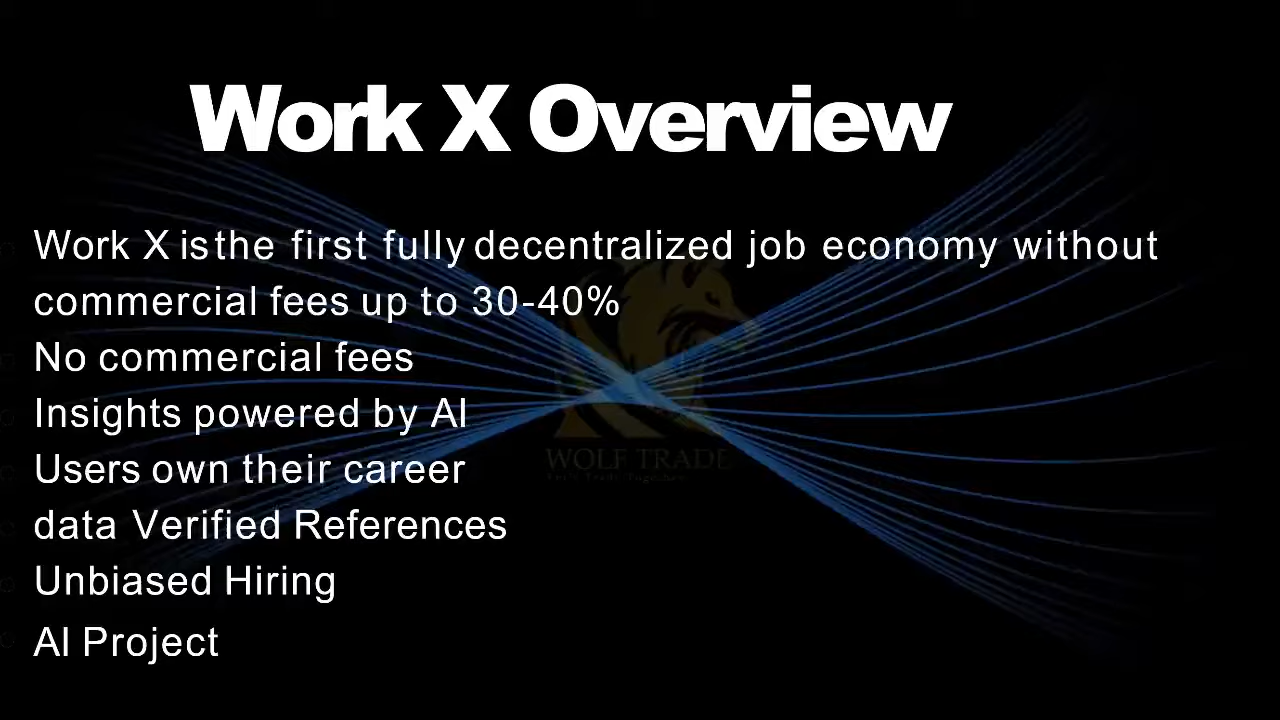 Work X Overview
Work X is the first fully decentralized job economy without
commercial fees up to 30-40%
No commercial fees
Insights powered by AI
Users own their career
data Verified References
Unbiased Hiring
AI Project
WOLF TRADE